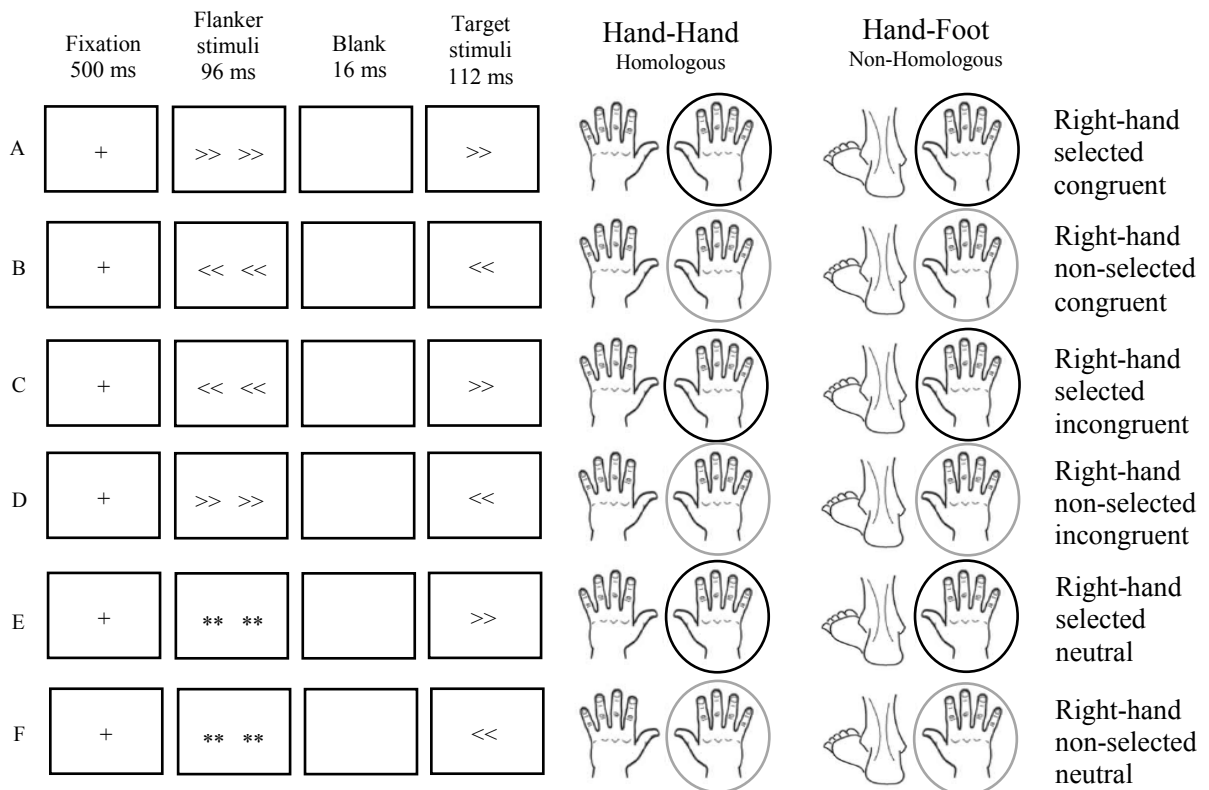 Fixation
500 ms
Flanker
stimuli
96 ms
Blank
16 ms
Target
stimuli
112 ms
Hand-Hand
Homologous
Hand-Foot
Non-Homologous
A
+
>> >>
>>
Right-hand
selected
congruent
B
+
<< <<
<<
Right-hand
non-selected
congruent
C
+
<< <<
>>
Right-hand
selected
incongruent
D
+
>> >>
<<
Right-hand
non-selected
incongruent
E
+
** **
>>
Right-hand
selected
neutral
F
+
** **
<<
Right-hand
non-selected
neutral